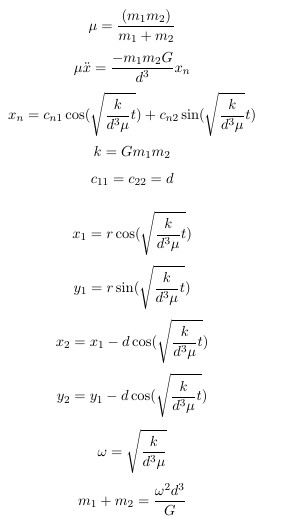 μ = (m₁m₂) / (m₁ + m₂)
μẍ = (−m₁m₂G / d³) xₙ
xₙ = cₙ₁ cos(√(k / d³μ) t) + cₙ₂ sin(√(k / d³μ) t)
k = Gm₁m₂
c₁₁ = c₂₂ = d
x₁ = r cos(√(k / d³μ) t)
y₁ = r sin(√(k / d³μ) t)
x₂ = x₁ − d cos(√(k / d³μ) t)
y₂ = y₁ − d cos(√(k / d³μ) t)
ω = √(k / d³μ)
m₁ + m₂ = ω²d³ / G